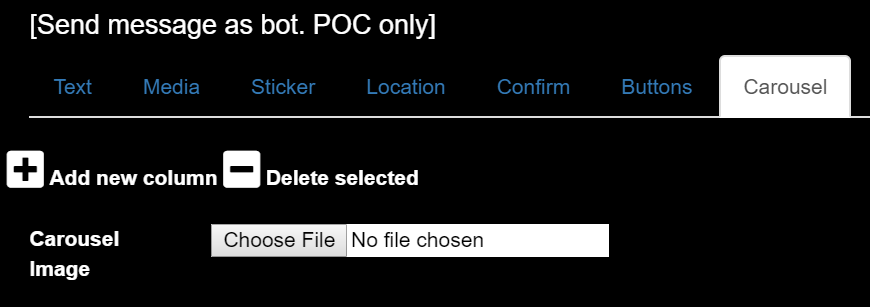 [Send message as bot. POC only]
Text Media Sticker Location Confirm Buttons Carousel
Add new column Delete selected
Carousel Choose File No file chosen
Image